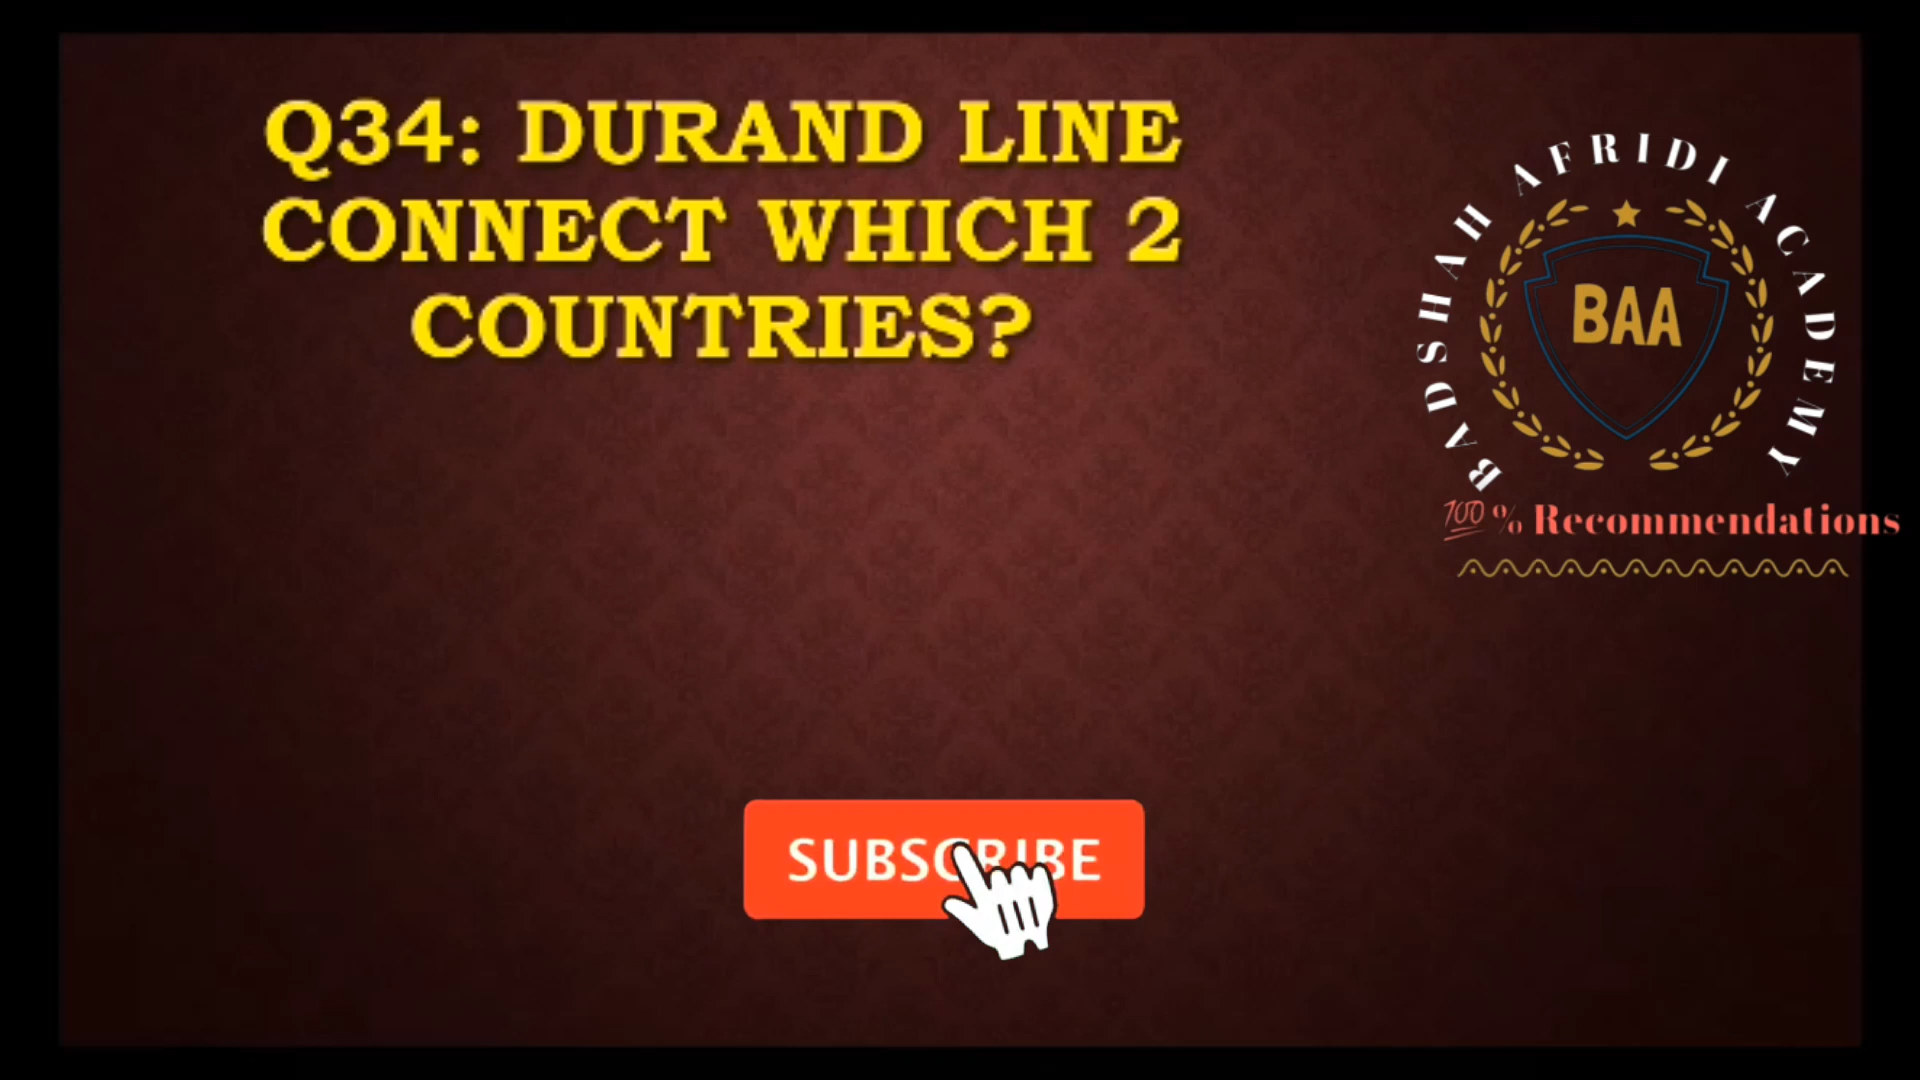 Q34: DURAND LINE
CONNECT WHICH 2
COUNTRIES?
BADSHAH AFRIDI ACADEMY
BAA
💯% Recommendations
SUBSCRIBE